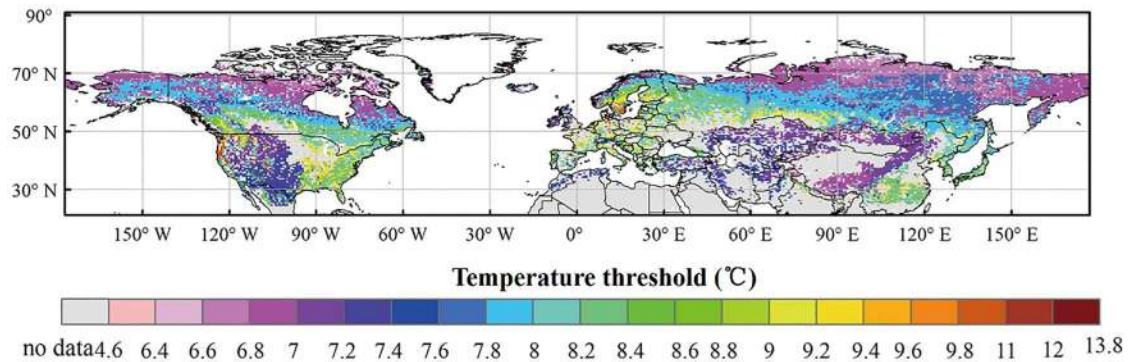 90°
70° N
50° N
30° N
150° W 120° W 90° W 60° W 30° W 0° 30° E 60° E 90° E 120° E 150° E
Temperature threshold (℃)
no data 4.6 6.4 6.6 6.8 7 7.2 7.4 7.6 7.8 8 8.2 8.4 8.6 8.8 9 9.2 9.4 9.6 9.8 11 12 13.8